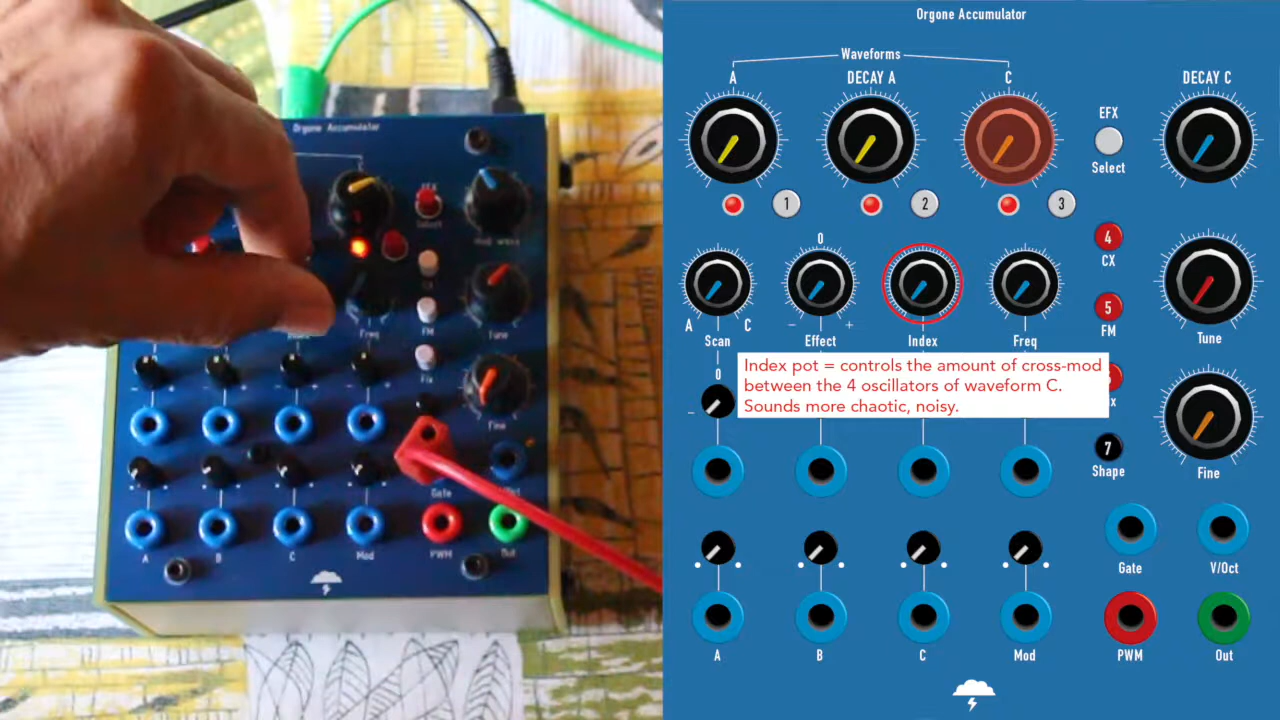 Orgone Accumulator
Freq
FM
Tune
Fine
Gate
A
B
C
Mod
PWM
Out
Orgone Accumulator
Waveforms
A
DECAY A
C
DECAY C
EFX
Select
1
2
3
0
4
CX
5
FM
A
C
Scan
−
+
Effect
Index
Freq
Tune
Index pot = controls the amount of cross-mod
between the 4 oscillators of waveform C.
Sounds more chaotic, noisy.
0
−
7
Shape
Fine
Gate
V/Oct
A
B
C
Mod
PWM
Out